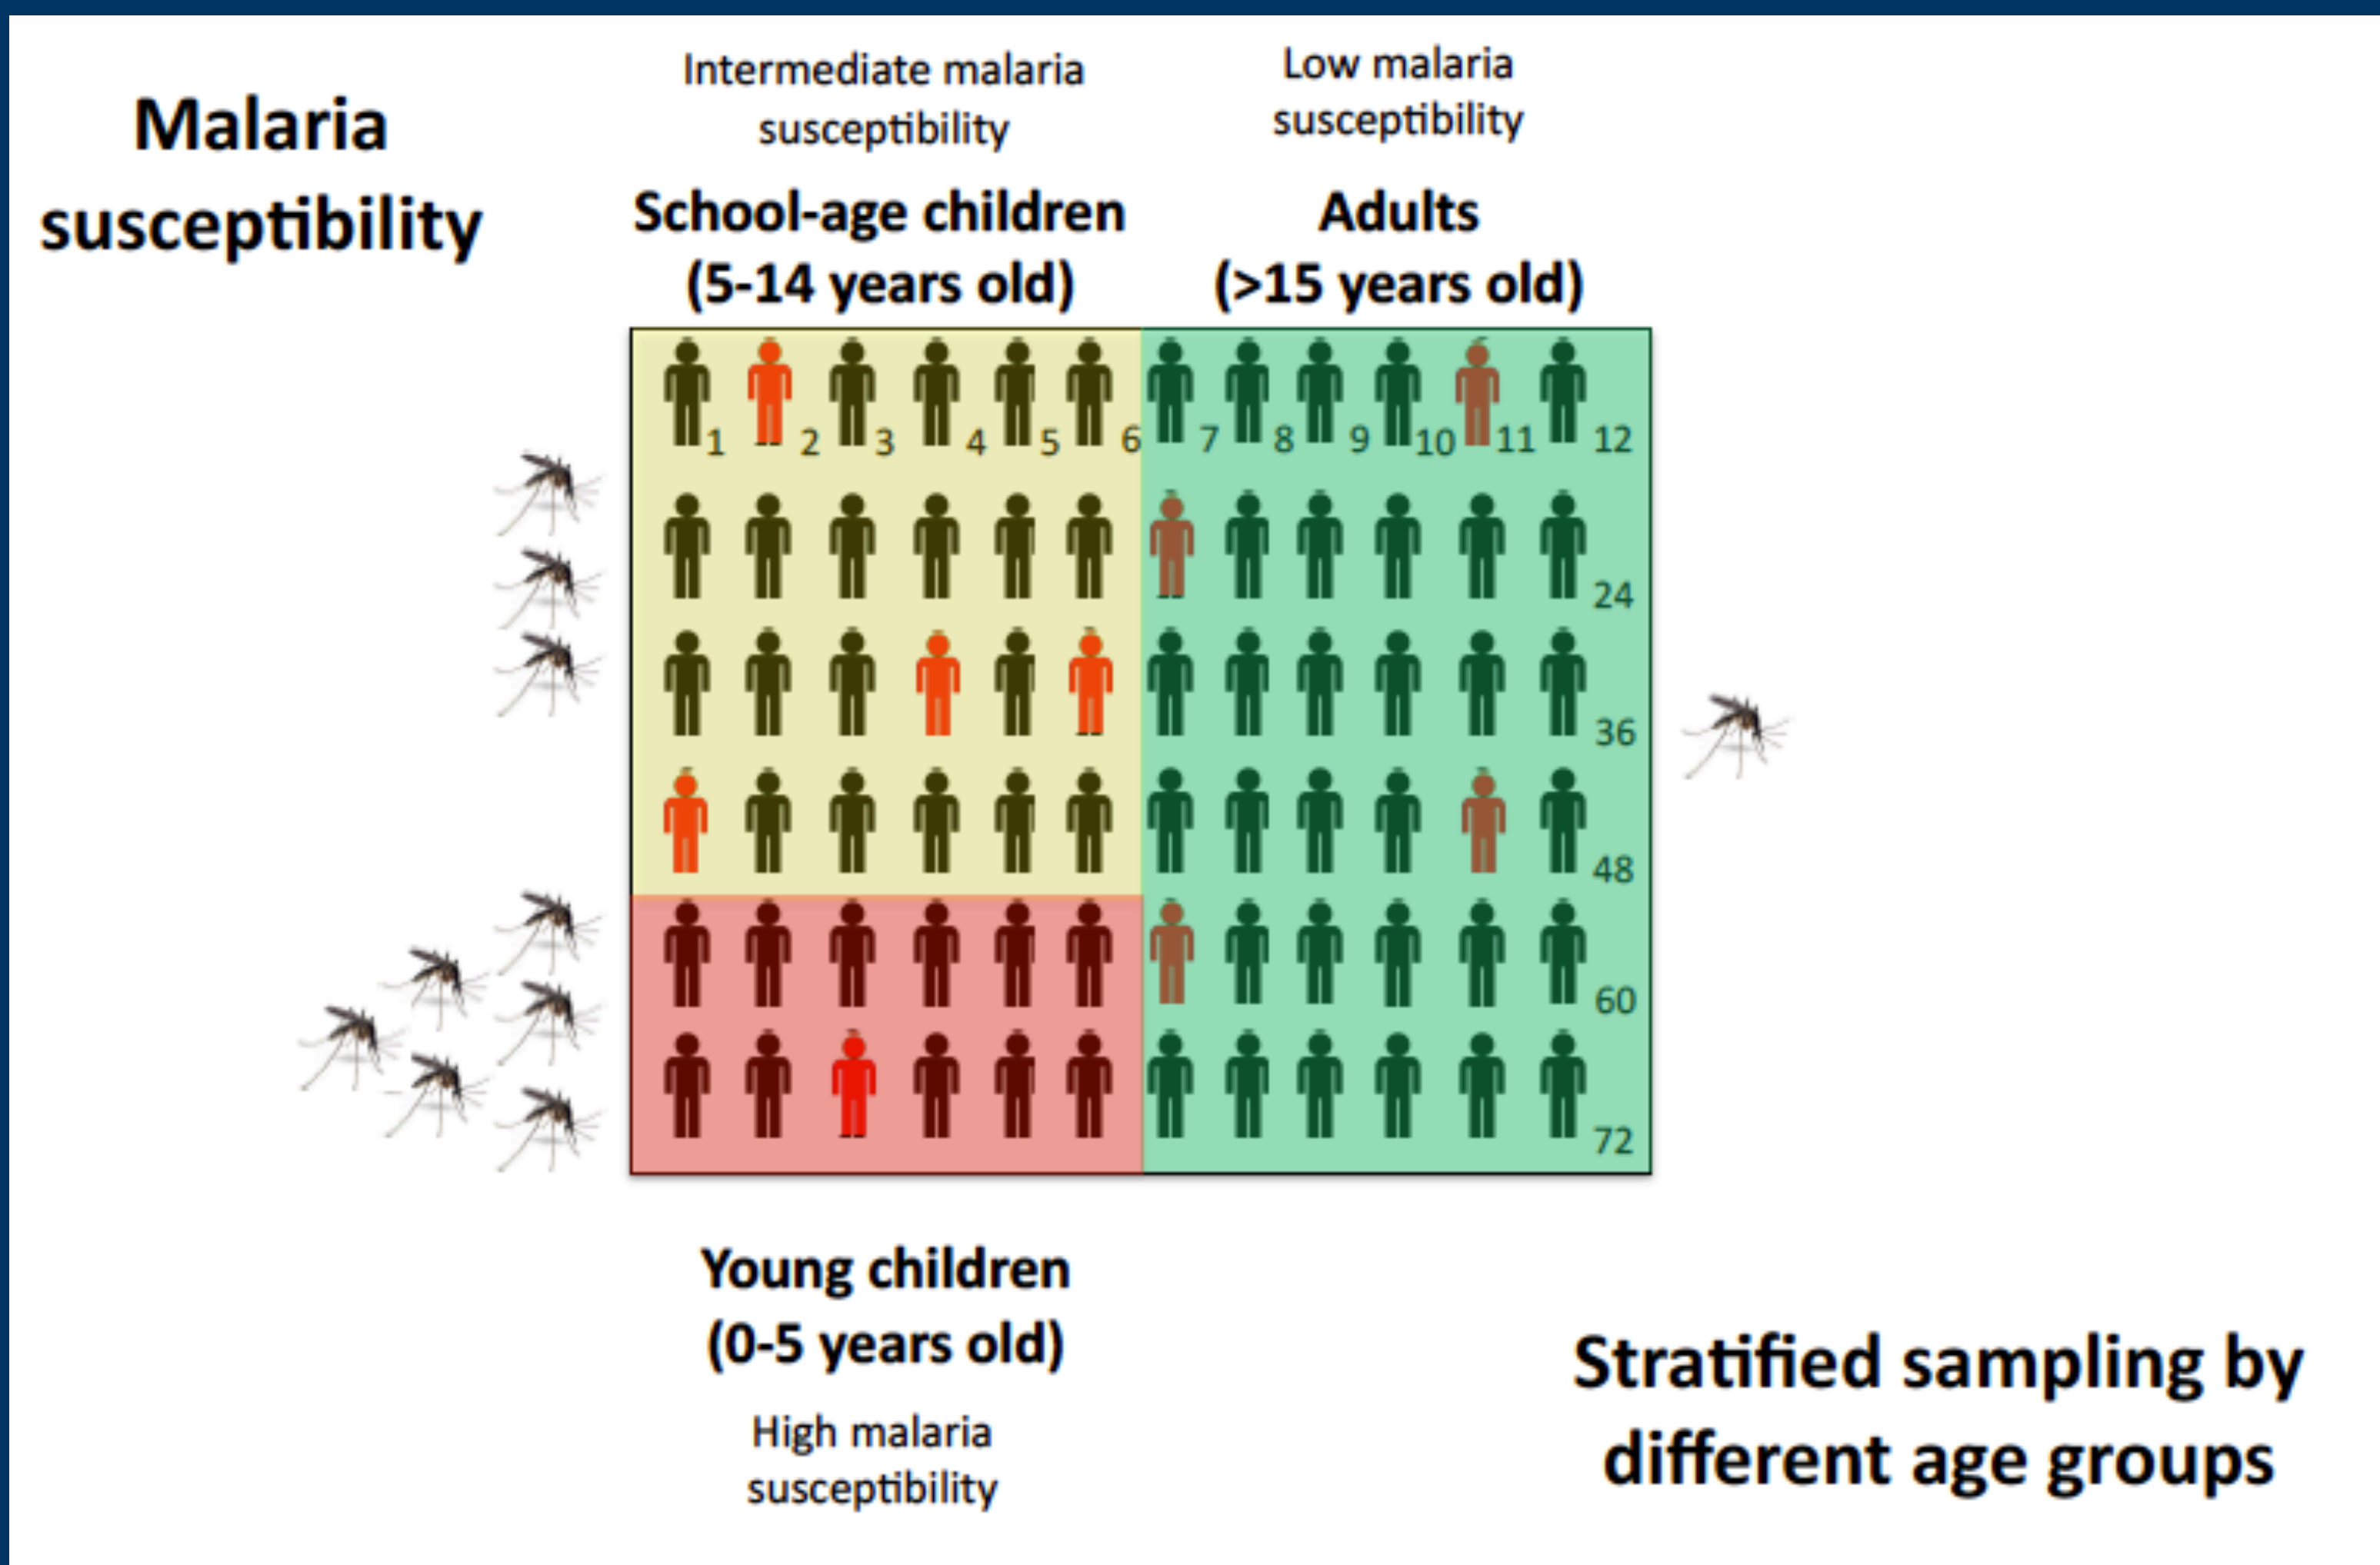 Malaria
susceptibility
Intermediate malaria
susceptibility
Low malaria
susceptibility
School-age children
(5-14 years old)
Adults
(>15 years old)
1 2 3 4 5 6 7 8 9 10 11 12
24
36
48
60
72
Young children
(0-5 years old)
High malaria
susceptibility
Stratified sampling by
different age groups